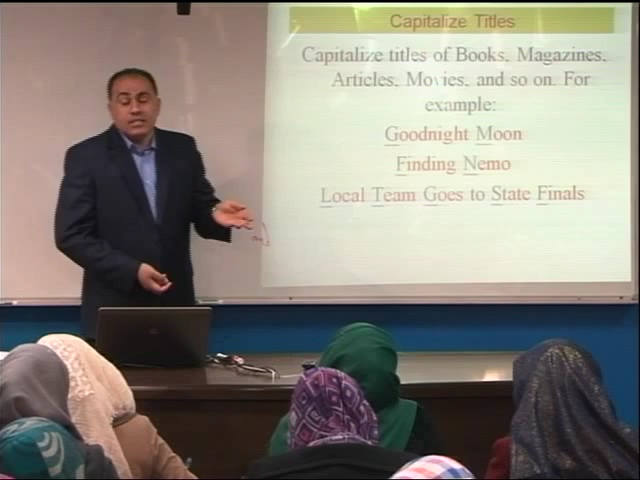 Capitalize Titles
Capitalize titles of Books, Magazines,
Articles, Movies, and so on. For
example:
Goodnight Moon
Finding Nemo
Local Team Goes to State Finals